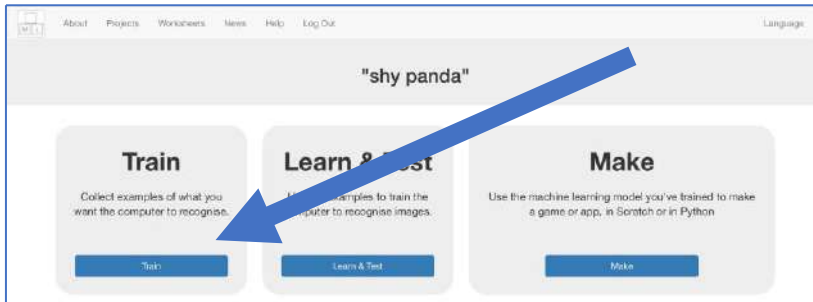 M L
About Projects Worksheets News Help Log Out Language
"shy panda"
Train
Collect examples of what you
want the computer to recognise.
Train
Learn & st
examples to train the
puter to recognise images.
Learn & Test
Make
Use the machine learning model you've trained to make
a game or app, in Scratch or in Python
Make